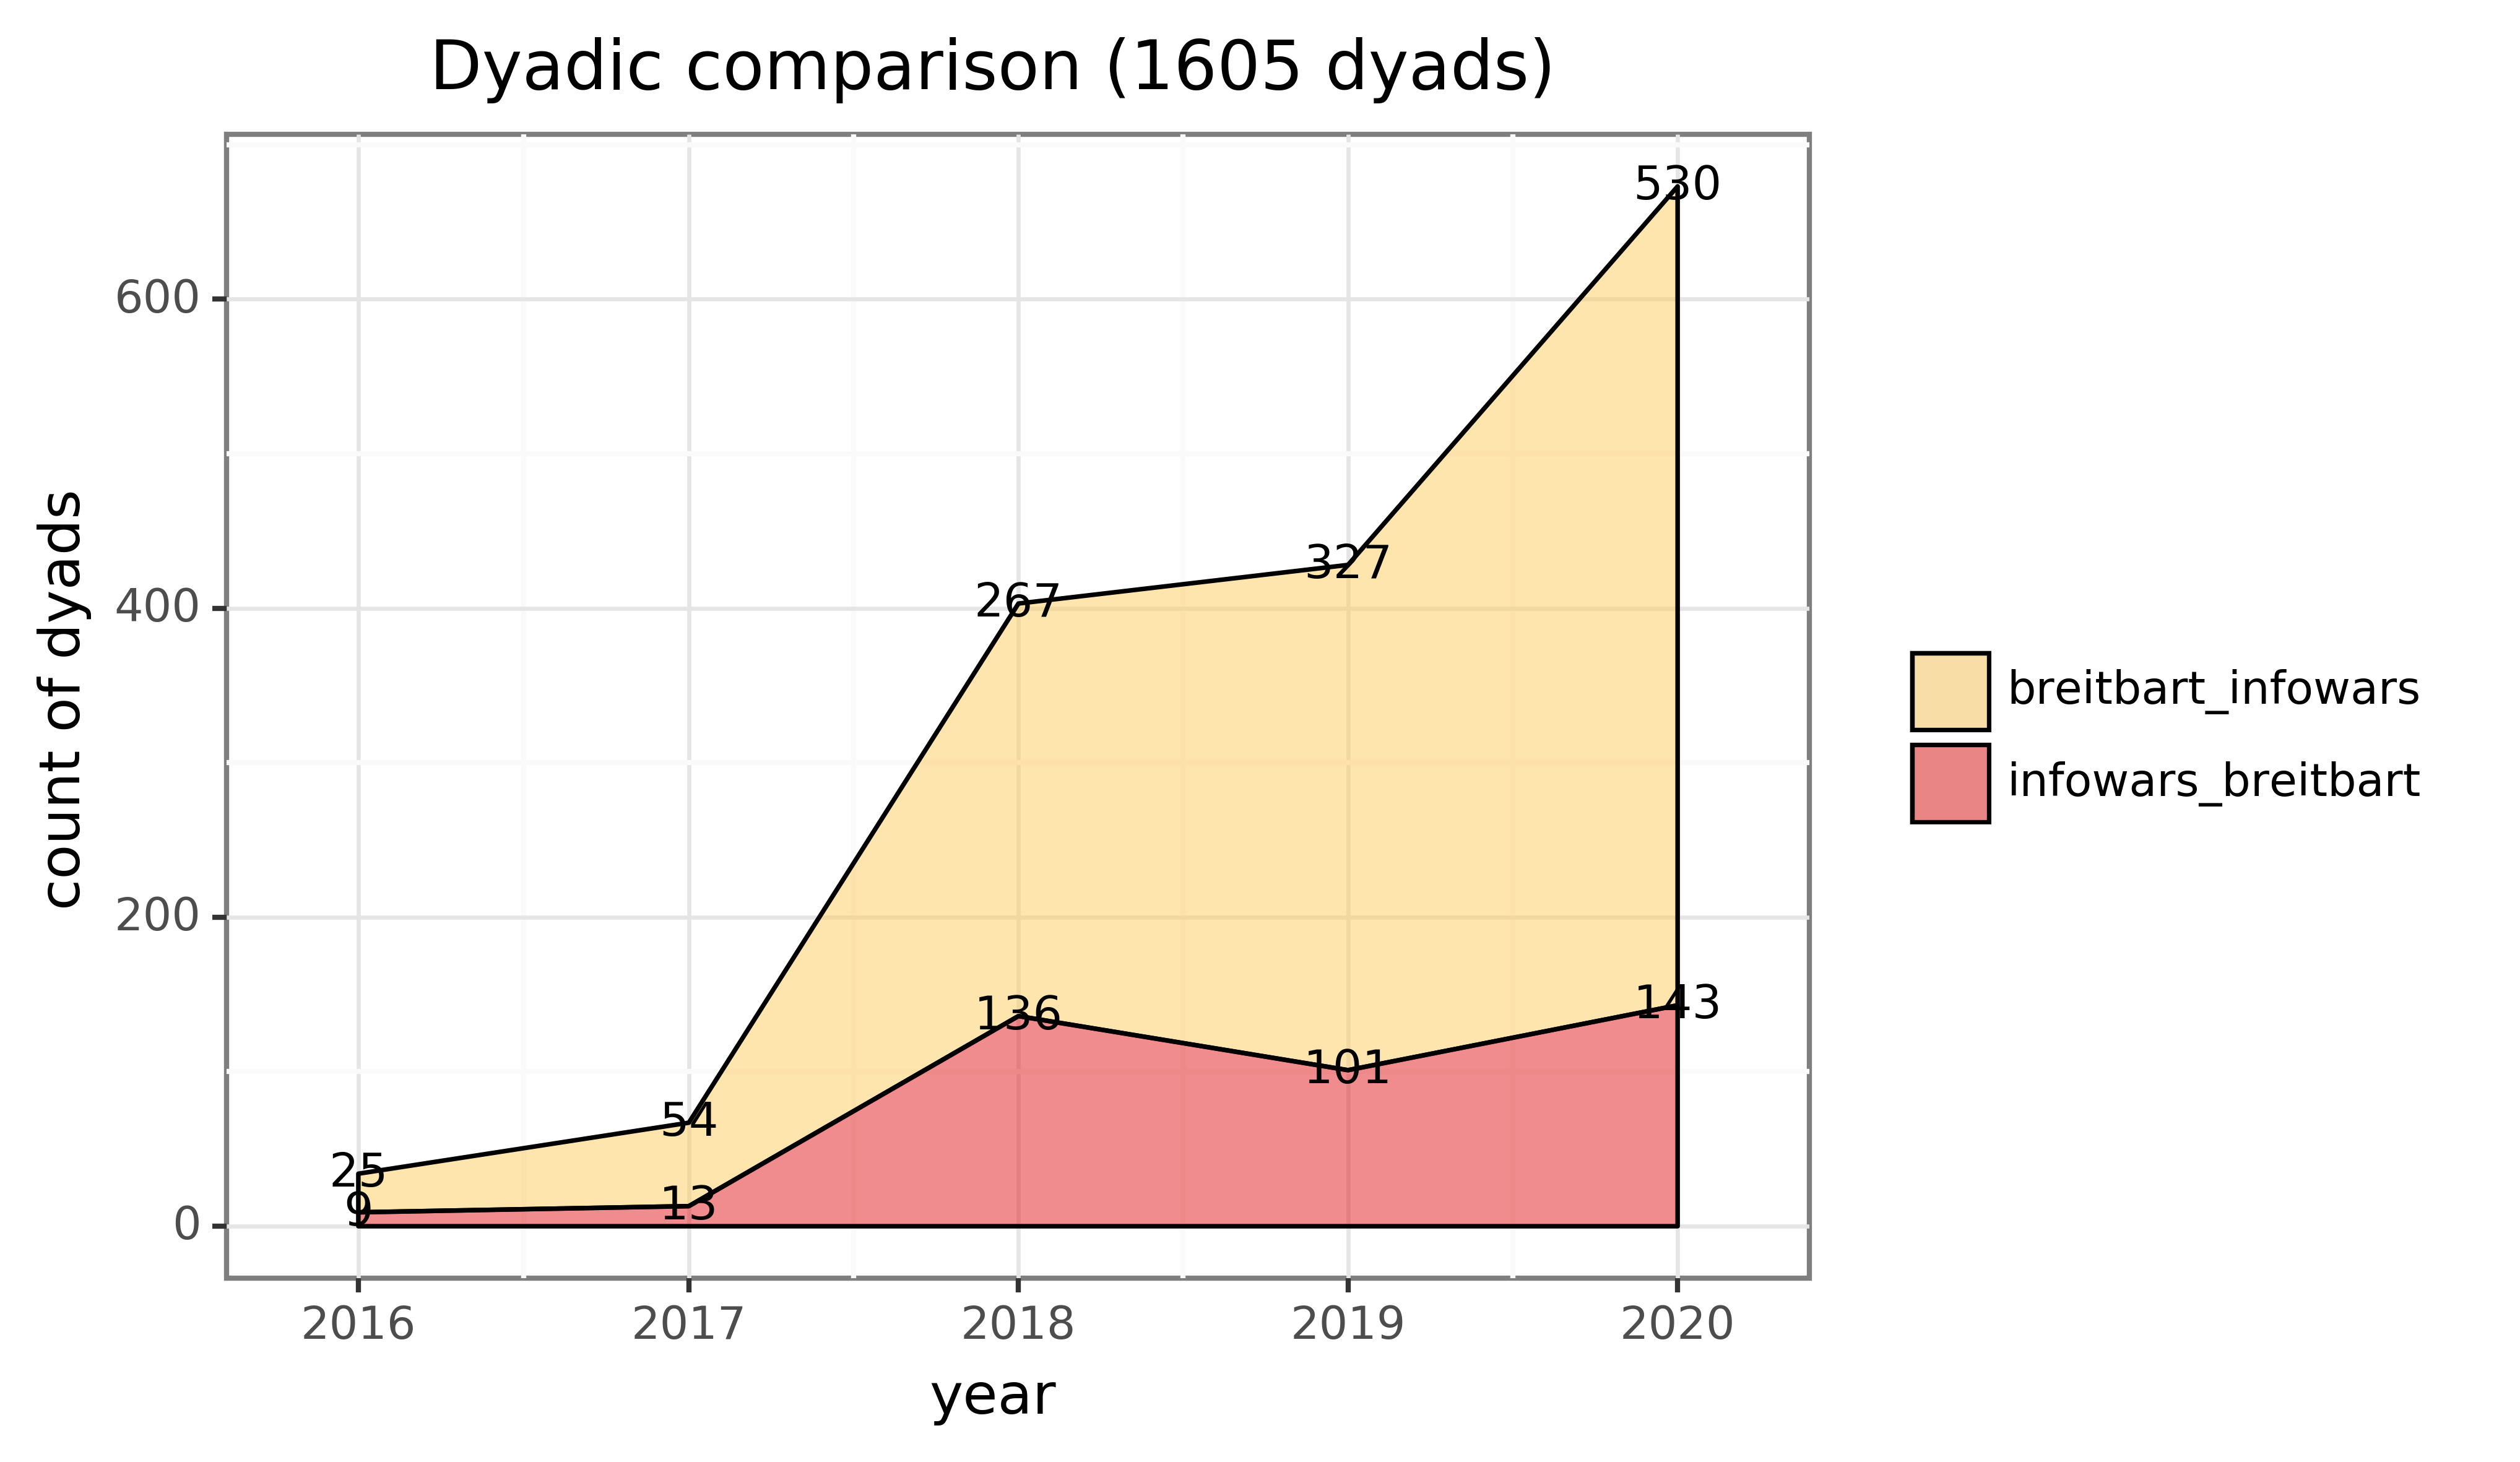 Dyadic comparison (1605 dyads)
count of dyads
600
400
200
0
530
327
267
143
136
101
54
25
13
9
2016 2017 2018 2019 2020
year
breitbart_infowars
infowars_breitbart